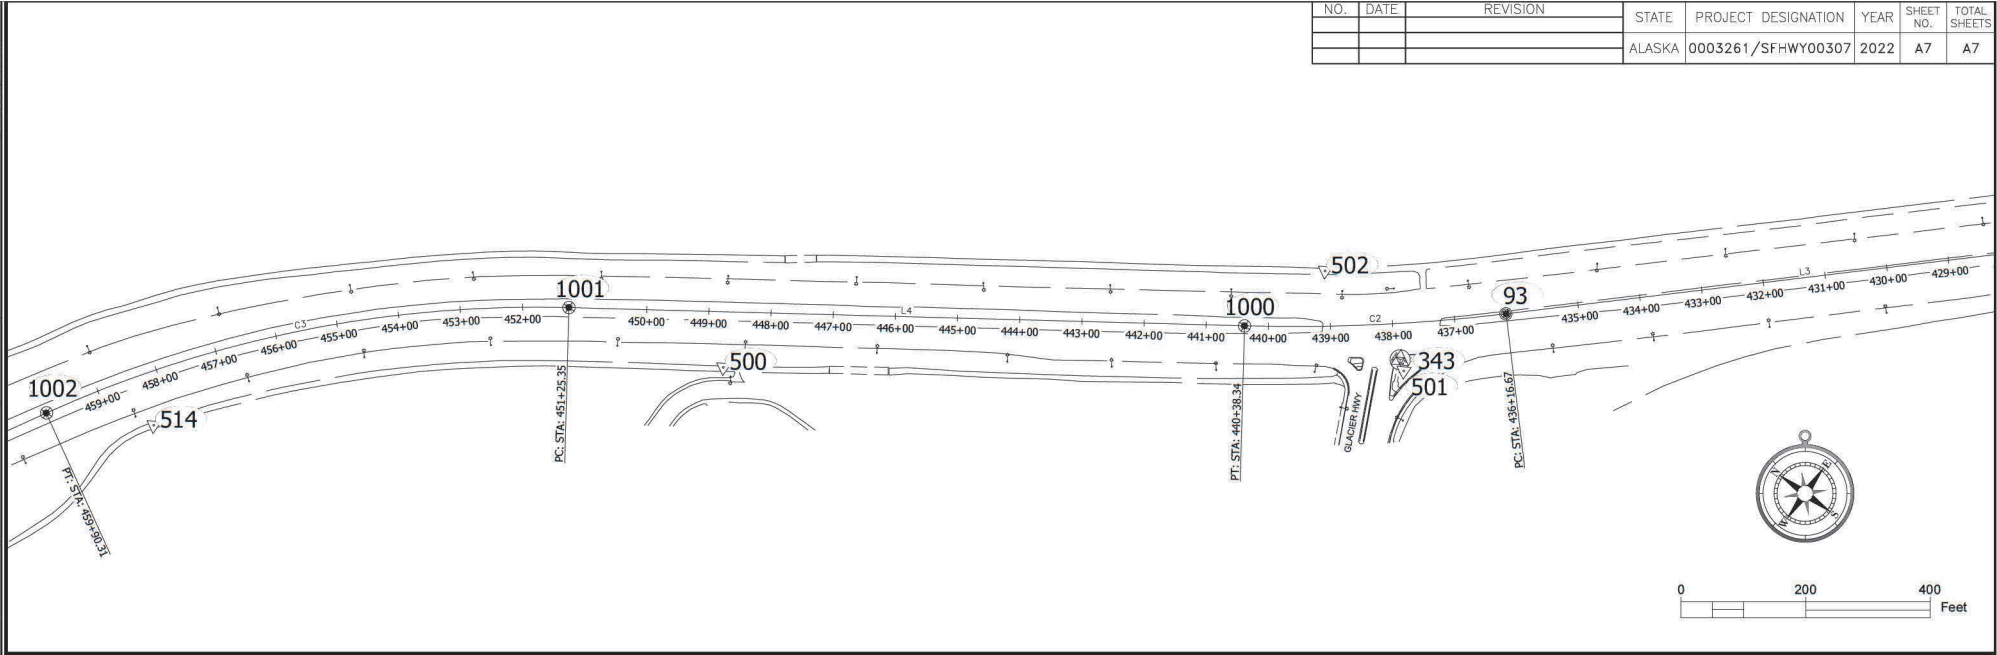 NO. DATE REVISION
STATE PROJECT DESIGNATION YEAR SHEET NO. TOTAL SHEETS
ALASKA 0003261/SFHWY00307 2022 A7 A7
502
1001
1000
93
L3
429+00
430+00
431+00
432+00
433+00
434+00
435+00
437+00
438+00
439+00
440+00
441+00
442+00
443+00
444+00
445+00
446+00
447+00
448+00
449+00
450+00
452+00
453+00
454+00
455+00
456+00
457+00
458+00
459+00
C3
L4
C2
1002
514
500
343
501
GLACIER HWY
PT: STA: 459+90.31
PC: STA: 451+25.35
PT: STA: 440+38.34
PC: STA: 436+16.67
N
E
W
S
0 200 400
Feet